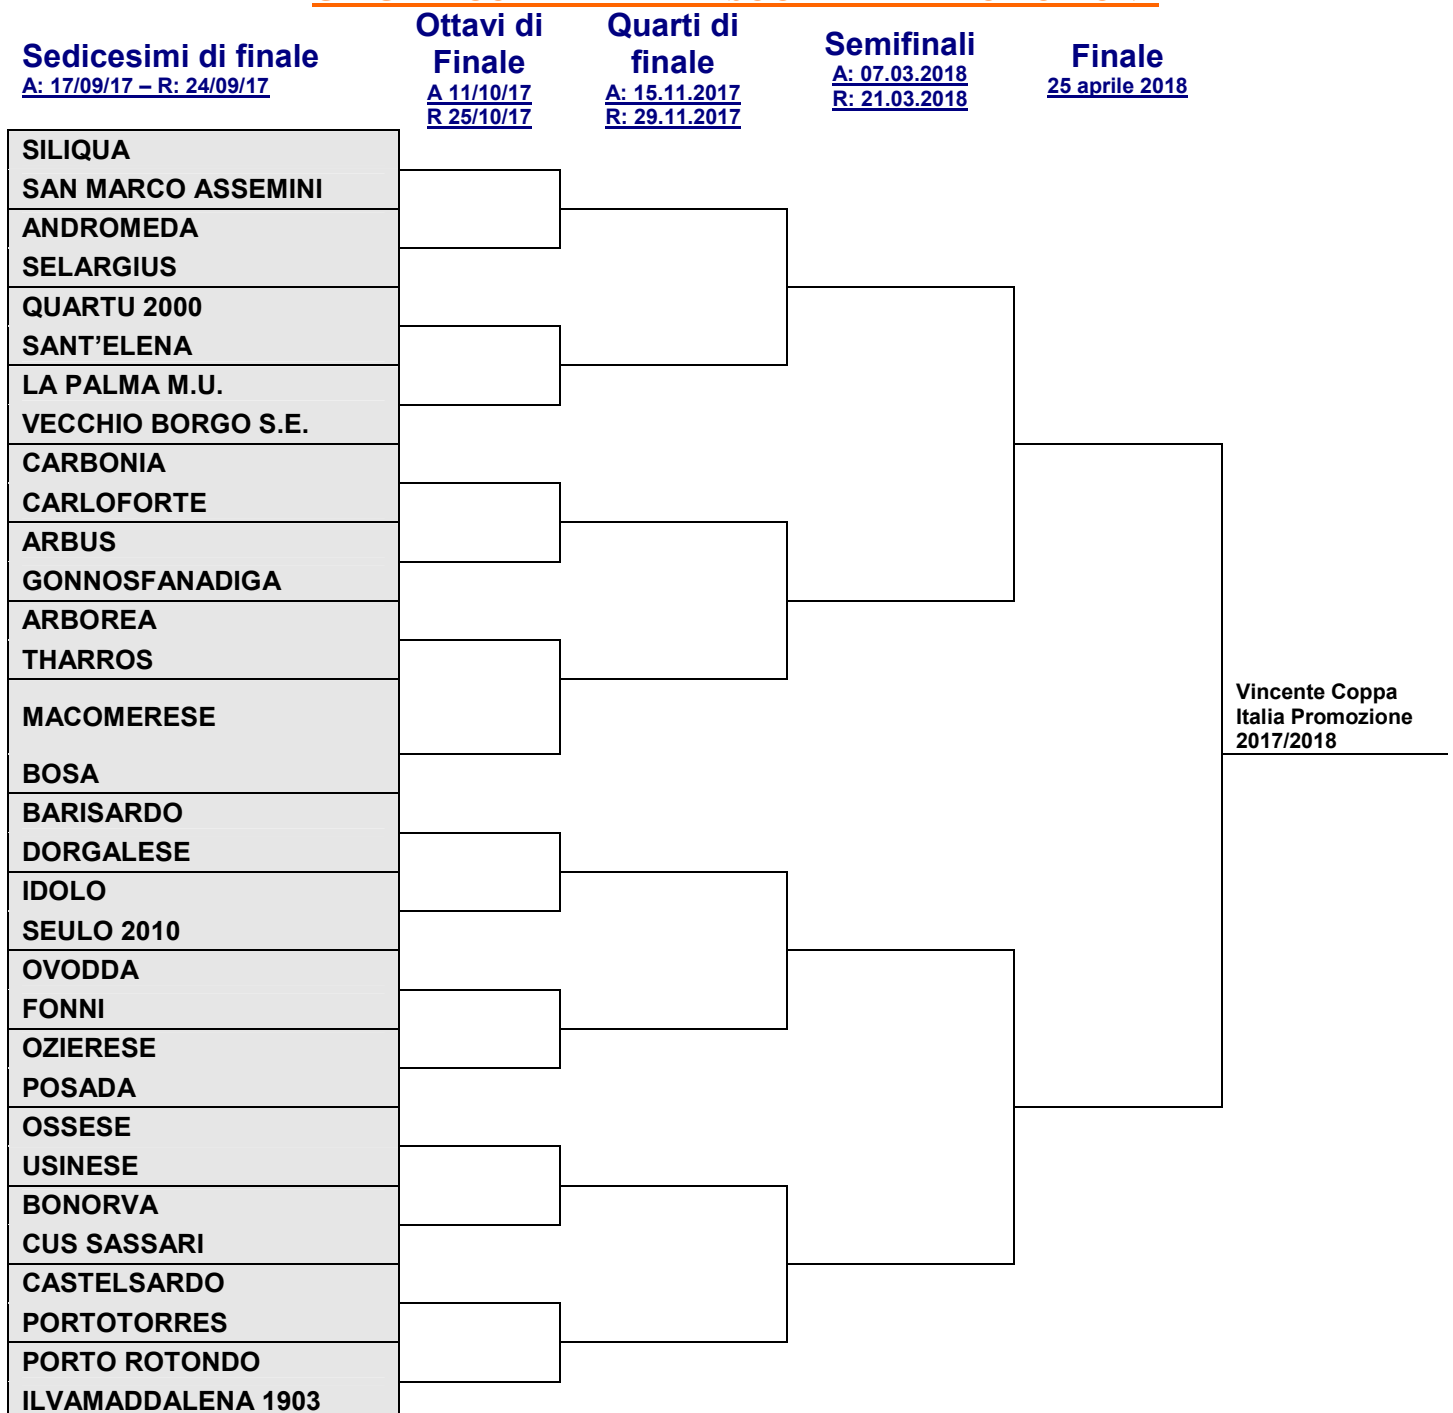 Sedicesimi di finale
A: 17/09/17 – R: 24/09/17
Ottavi di
Finale
A 11/10/17
R 25/10/17
Quarti di
finale
A: 15.11.2017
R: 29.11.2017
Semifinali
A: 07.03.2018
R: 21.03.2018
Finale
25 aprile 2018
SILIQUA
SAN MARCO ASSEMINI
ANDROMEDA
SELARGIUS
QUARTU 2000
SANT’ELENA
LA PALMA M.U.
VECCHIO BORGO S.E.
CARBONIA
CARLOFORTE
ARBUS
GONNOSFANADIGA
ARBOREA
THARROS
MACOMERESE
BOSA
BARISARDO
DORGALESE
IDOLO
SEULO 2010
OVODDA
FONNI
OZIERESE
POSADA
OSSESE
USINESE
BONORVA
CUS SASSARI
CASTELSARDO
PORTOTORRES
PORTO ROTONDO
ILVAMADDALENA 1903
Vincente Coppa
Italia Promozione
2017/2018